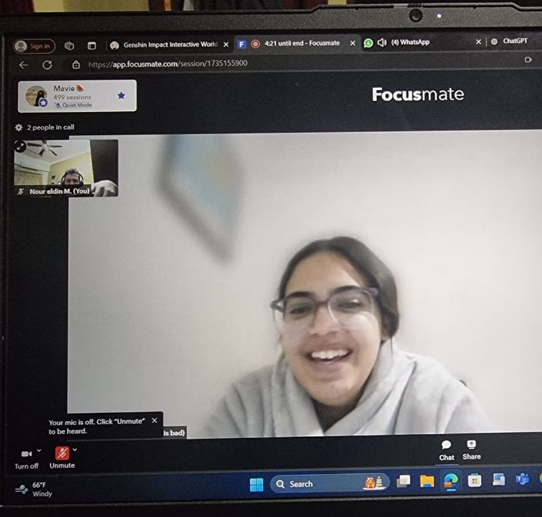 Sign in
Genshin Impact Interactive World
4:21 until end - Focusmate
(4) WhatsApp
ChatGPT
https://app.focusmate.com/session/1735155900
Mavie
499 sessions
Quiet Mode
Focusmate
2 people in call
Nour eldin M. (You)
Your mic is off. Click "Unmute"
to be heard.
is bad)
Turn off
Unmute
Chat
Share
66°F
Windy
Search